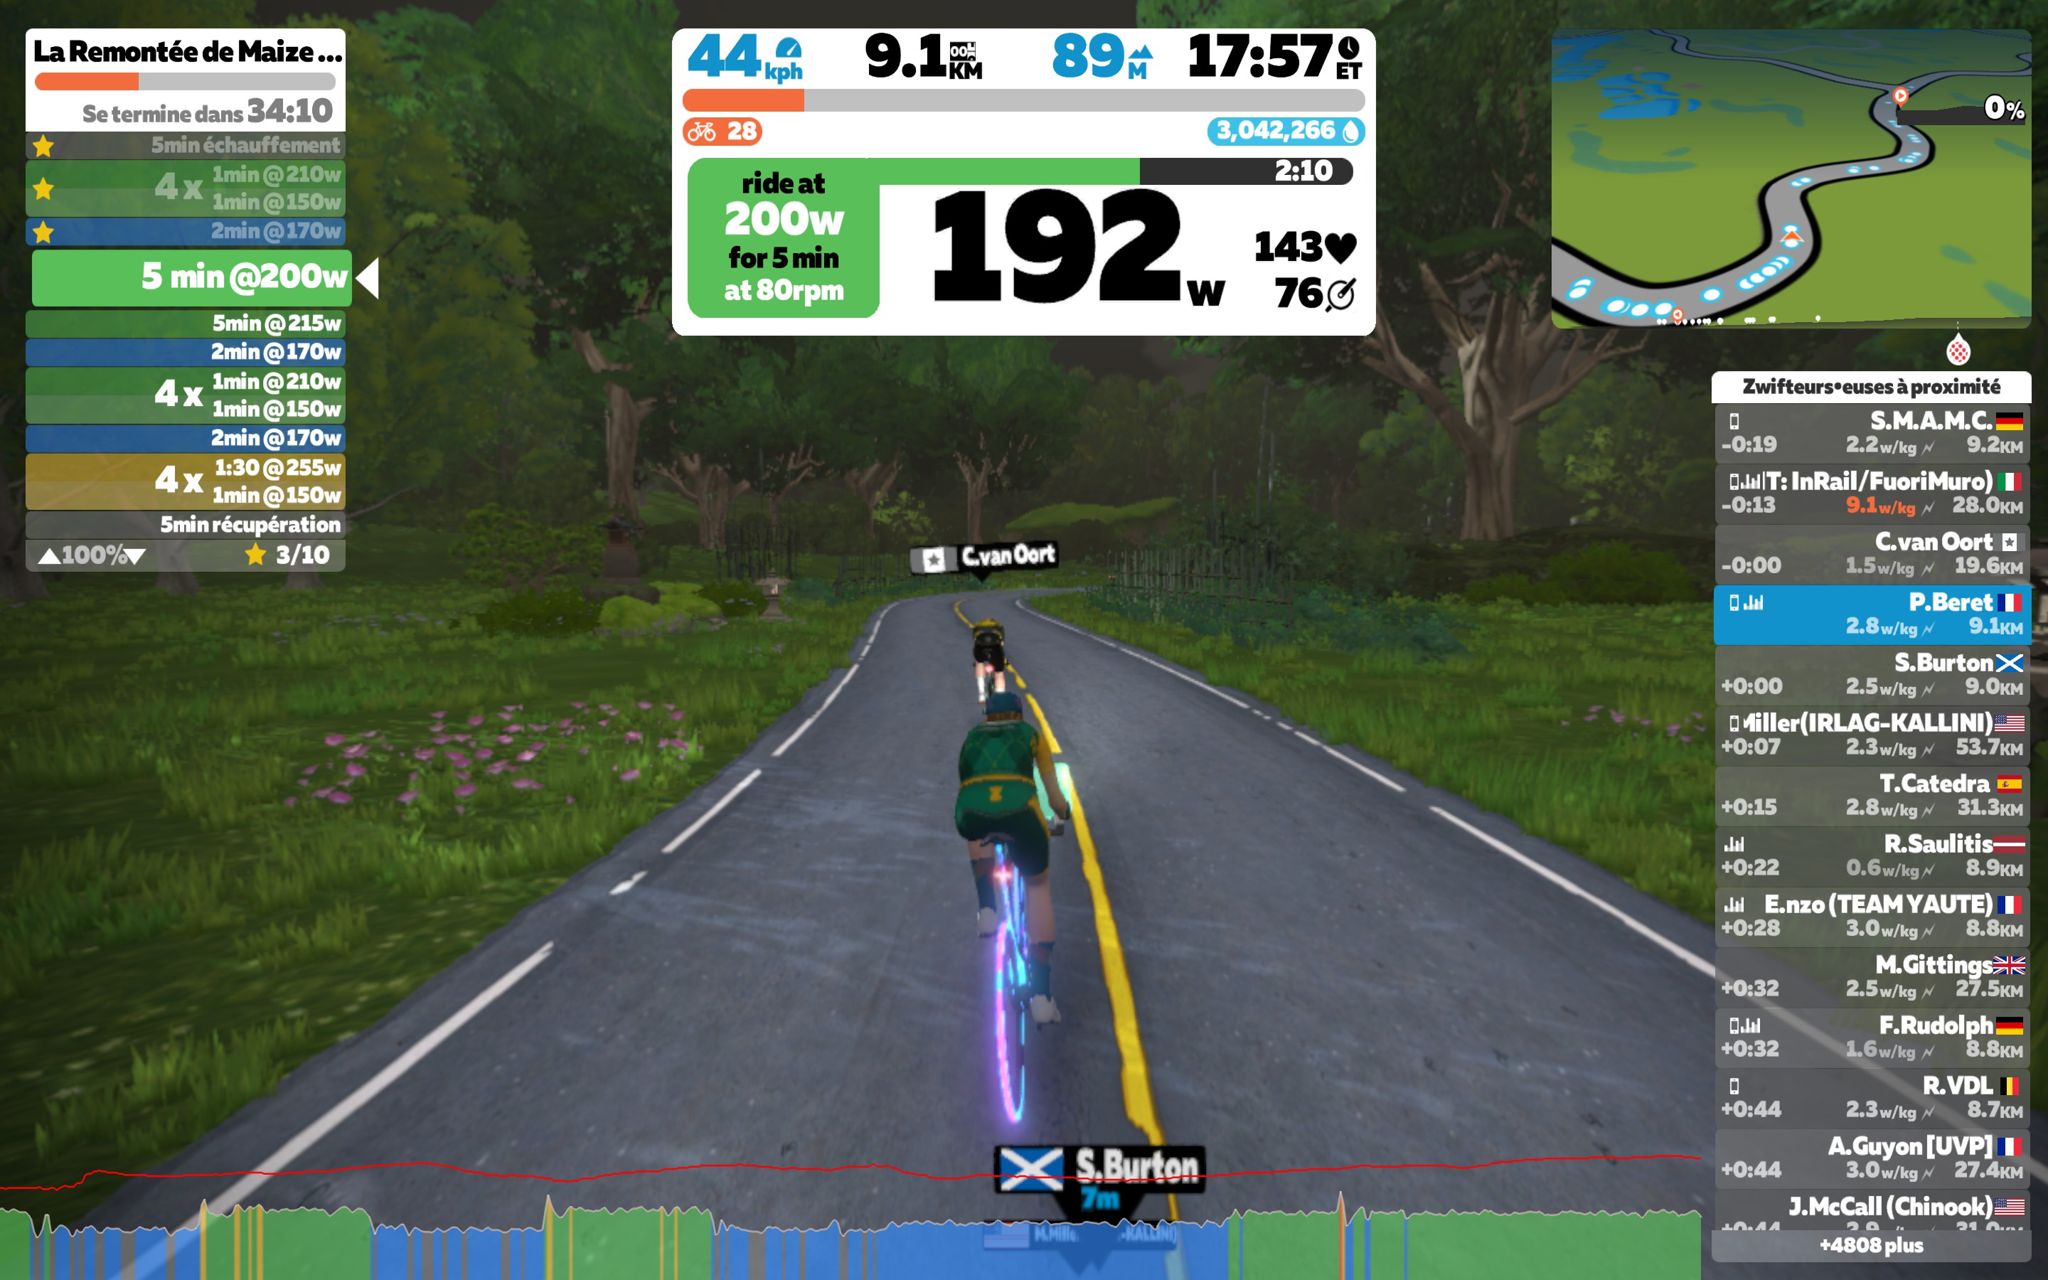 La Remontée de Maize ...
Se termine dans 34:10
5min échauffement
4 x
1min @210w
1min @150w
2min @170w
5 min @200w
5min @215w
2min @170w
4 x
1min @210w
1min @150w
2min @170w
4 x
1:30 @255w
1min @150w
5min récupération
100%
3/10
44 kph
9.1 KM
89 M
17:57 ET
28
3,042,266
ride at
200w
for 5 min
at 80rpm
2:10
192 w
143
76
0%
C.van Oort
S.Burton
7m
Zwifteurs•euses à proximité
S.M.A.M.C.
-0:19 2.2w/kg 9.2KM
T: InRail/FuoriMuro)
-0:13 9.1w/kg 28.0KM
C.van Oort
-0:00 1.5w/kg 19.6KM
P.Beret
2.8w/kg 9.1KM
S.Burton
+0:00 2.5w/kg 9.0KM
iller(IRLAG-KALLINI)
+0:07 2.3w/kg 53.7KM
T.Catedra
+0:15 2.8w/kg 31.3KM
R.Saulitis
+0:22 0.6w/kg 8.9KM
E.nzo (TEAM YAUTE)
+0:28 3.0w/kg 8.8KM
M.Gittings
+0:32 2.5w/kg 27.5KM
F.Rudolph
+0:32 1.6w/kg 8.8KM
R.VDL
+0:44 2.3w/kg 8.7KM
A.Guyon [UVP]
+0:44 3.0w/kg 27.4KM
J.McCall (Chinook)
+4808 plus